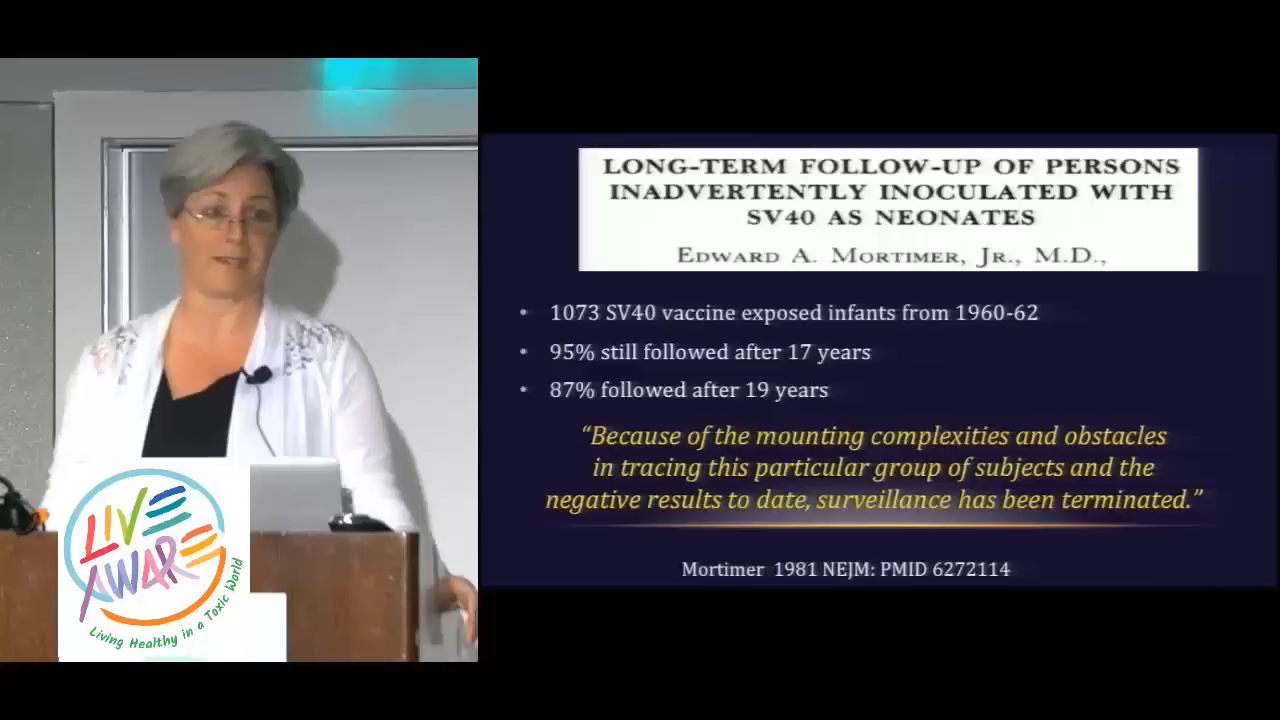 LONG-TERM FOLLOW-UP OF PERSONS
INADVERTENTLY INOCULATED WITH
SV40 AS NEONATES
EDWARD A. MORTIMER, JR., M.D.,
• 1073 SV40 vaccine exposed infants from 1960-62
• 95% still followed after 17 years
• 87% followed after 19 years
“Because of the mounting complexities and obstacles
in tracing this particular group of subjects and the
negative results to date, surveillance has been terminated.”
Mortimer 1981 NEJM: PMID 6272114
LIVE
AWARE
Living Healthy in a Toxic World